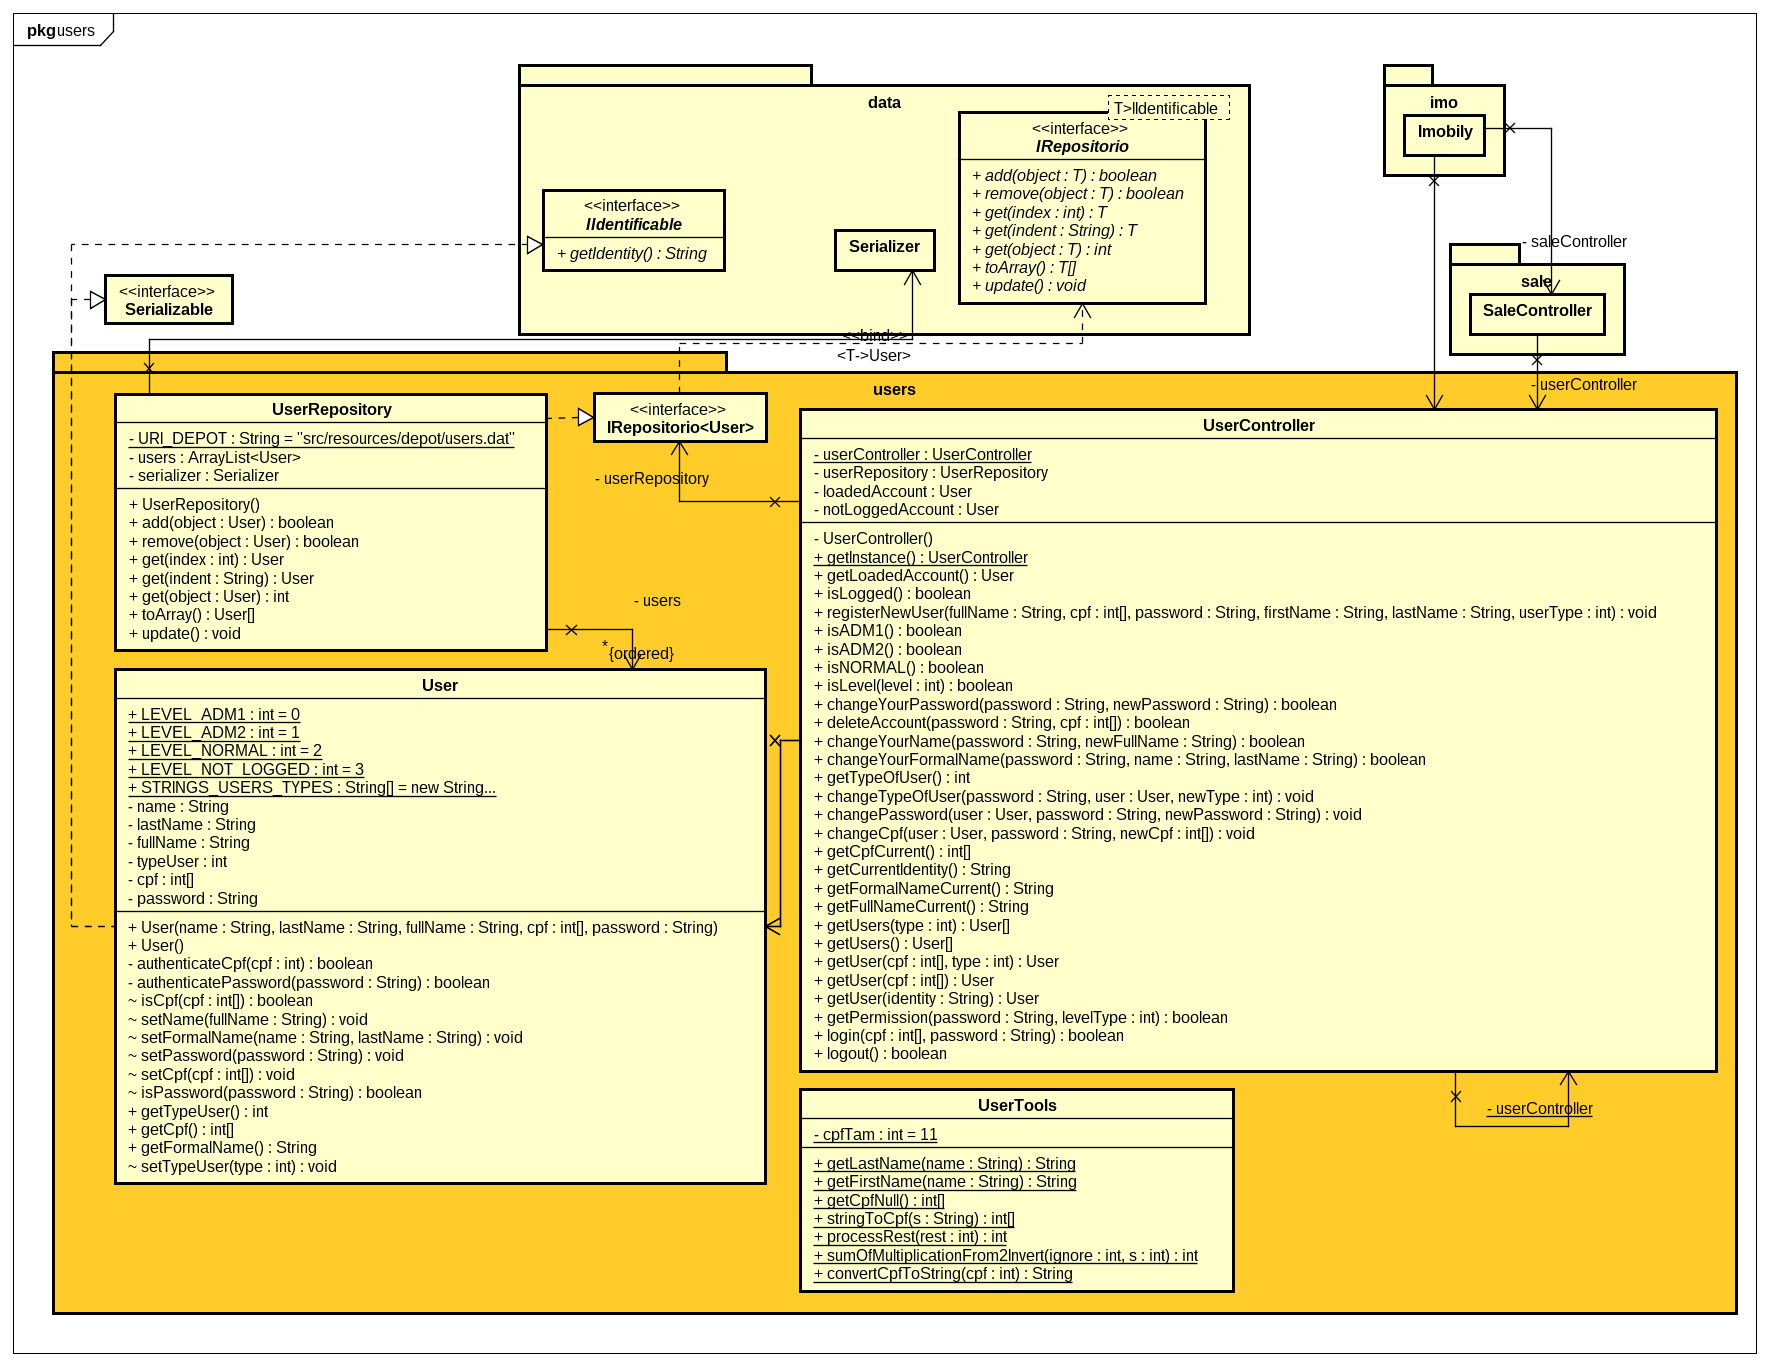 pkg users
data
T>IIdentificable
<<interface>>
IRepositorio
+ add(object : T) : boolean
+ remove(object : T) : boolean
+ get(index : int) : T
+ get(indent : String) : T
+ get(object : T) : int
+ toArray() : T[]
+ update() : void
<<interface>>
IIdentificable
+ getIdentity() : String
Serializer
imo
Imobily
- saleController
sale
SaleController
<<interface>>
Serializable
<<bind>>
<T->User>
- userController
users
UserRepository
- URI_DEPOT : String = "src/resources/depot/users.dat"
- users : ArrayList<User>
- serializer : Serializer
+ UserRepository()
+ add(object : User) : boolean
+ remove(object : User) : boolean
+ get(index : int) : User
+ get(indent : String) : User
+ get(object : User) : int
+ toArray() : User[]
+ update() : void
<<interface>>
IRepositorio<User>
- userRepository
- users
*
{ordered}
User
+ LEVEL_ADM1 : int = 0
+ LEVEL_ADM2 : int = 1
+ LEVEL_NORMAL : int = 2
+ LEVEL_NOT_LOGGED : int = 3
+ STRINGS_USERS_TYPES : String[] = new String...
- name : String
- lastName : String
- fullName : String
- typeUser : int
- cpf : int[]
- password : String
+ User(name : String, lastName : String, fullName : String, cpf : int[], password : String)
+ User()
- authenticateCpf(cpf : int) : boolean
- authenticatePassword(password : String) : boolean
~ isCpf(cpf : int[]) : boolean
~ setName(fullName : String) : void
~ setFormalName(name : String, lastName : String) : void
~ setPassword(password : String) : void
~ setCpf(cpf : int[]) : void
~ isPassword(password : String) : boolean
+ getTypeUser() : int
+ getCpf() : int[]
+ getFormalName() : String
~ setTypeUser(type : int) : void
UserController
- userController : UserController
- userRepository : UserRepository
- loadedAccount : User
- notLoggedAccount : User
- UserController()
+ getInstance() : UserController
+ getLoadedAccount() : User
+ isLogged() : boolean
+ registerNewUser(fullName : String, cpf : int[], password : String, firstName : String, lastName : String, userType : int) : void
+ isADM1() : boolean
+ isADM2() : boolean
+ isNORMAL() : boolean
+ isLevel(level : int) : boolean
+ changeYourPassword(password : String, newPassword : String) : boolean
+ deleteAccount(password : String, cpf : int[]) : boolean
+ changeYourName(password : String, newFullName : String) : boolean
+ changeYourFormalName(password : String, name : String, lastName : String) : boolean
+ getTypeOfUser() : int
+ changeTypeOfUser(password : String, user : User, newType : int) : void
+ changePassword(user : User, password : String, newPassword : String) : void
+ changeCpf(user : User, password : String, newCpf : int[]) : void
+ getCpfCurrent() : int[]
+ getCurrentIdentity() : String
+ getFormalNameCurrent() : String
+ getFullNameCurrent() : String
+ getUsers(type : int) : User[]
+ getUsers() : User[]
+ getUser(cpf : int[], type : int) : User
+ getUser(cpf : int[]) : User
+ getUser(identity : String) : User
+ getPermission(password : String, levelType : int) : boolean
+ login(cpf : int[], password : String) : boolean
+ logout() : boolean
- userController
UserTools
- cpfTam : int = 11
+ getLastName(name : String) : String
+ getFirstName(name : String) : String
+ getCpfNull() : int[]
+ stringToCpf(s : String) : int[]
+ processRest(rest : int) : int
+ sumOfMultiplicationFrom2Invert(ignore : int, s : int) : int
+ convertCpfToString(cpf : int) : String